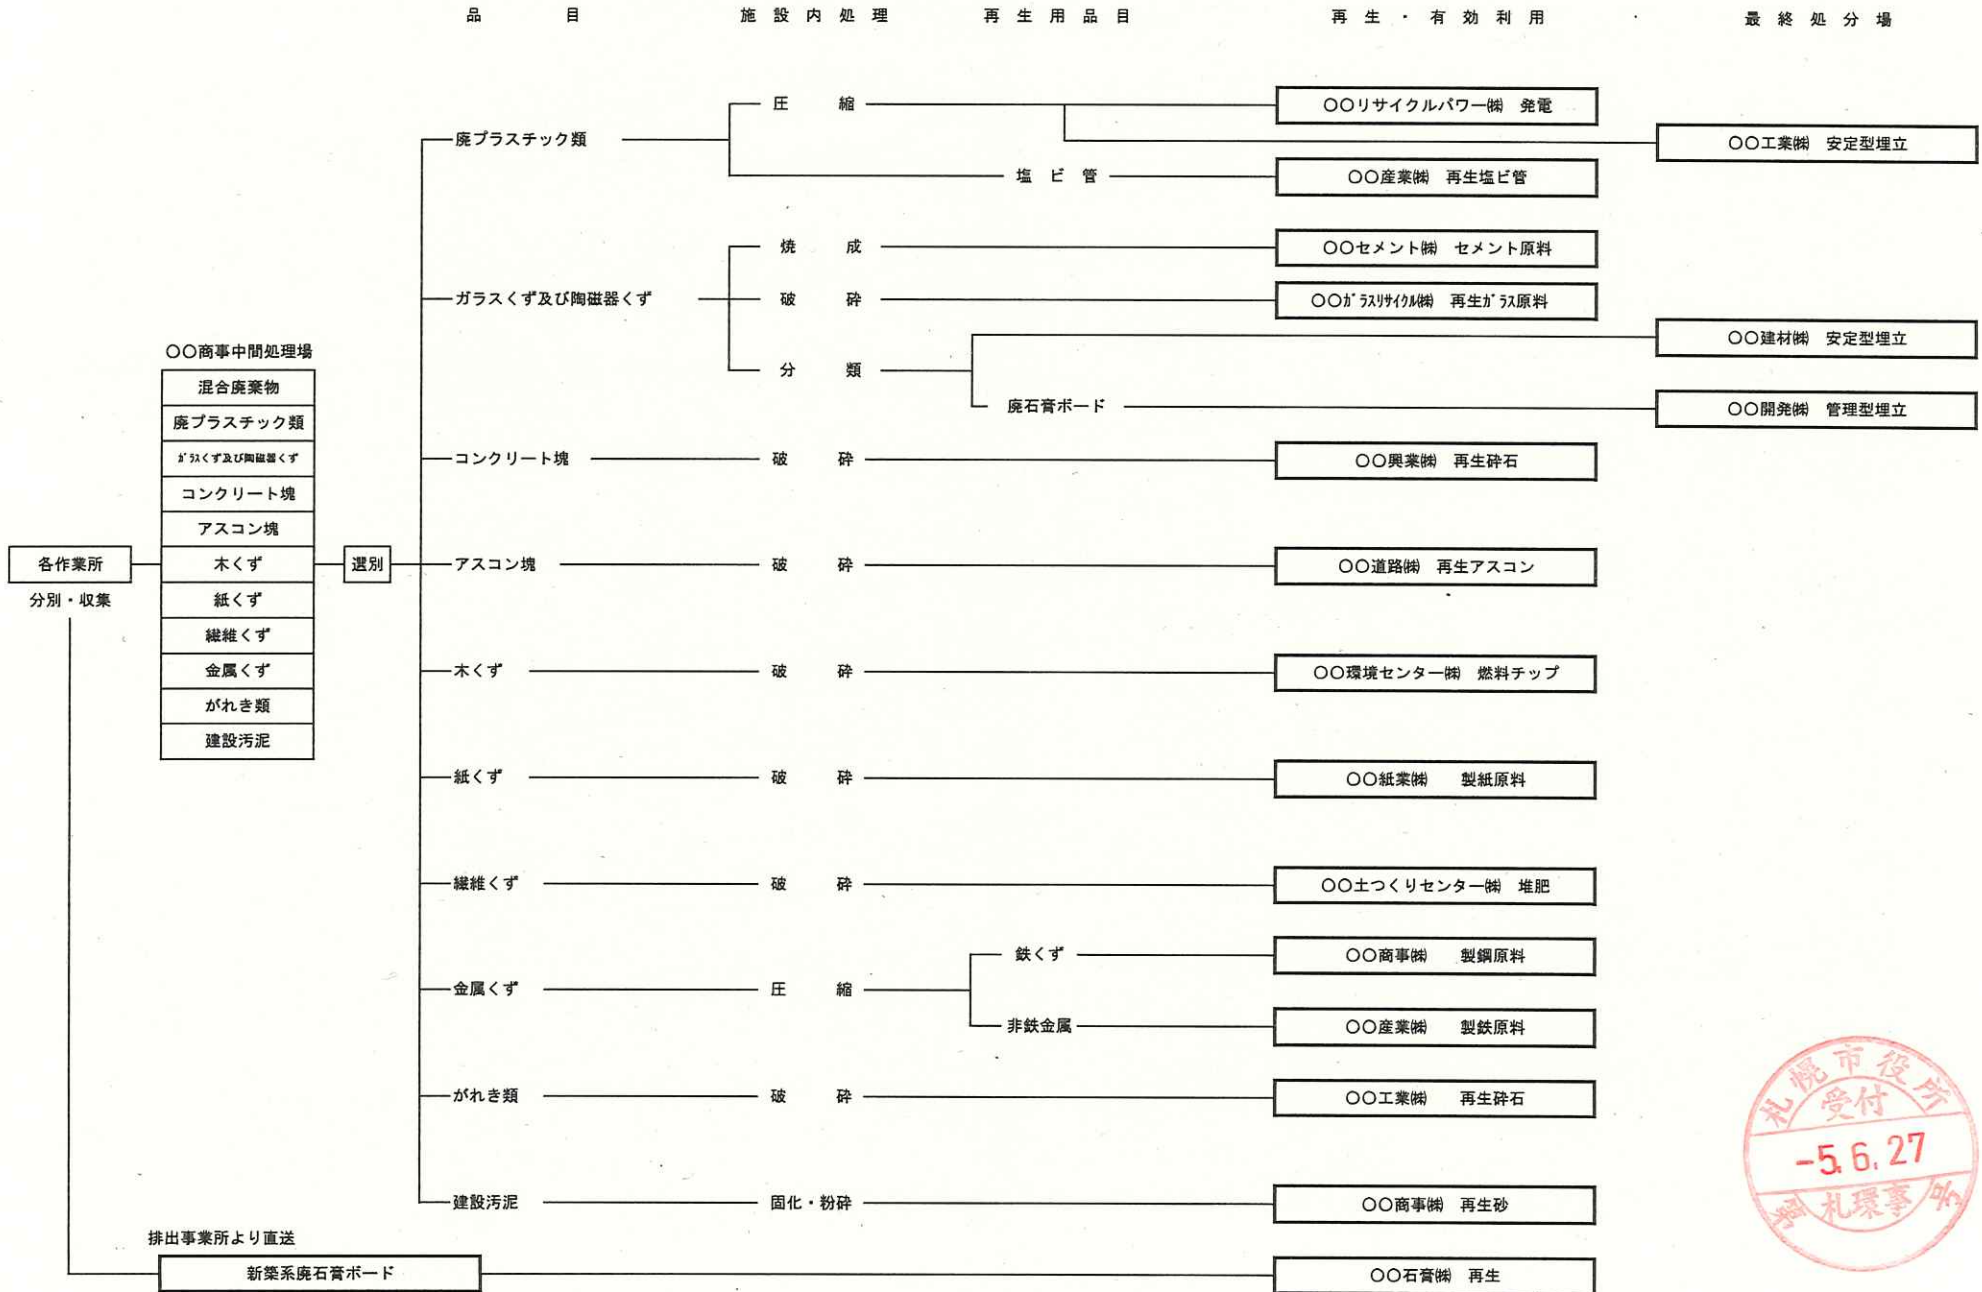 品目 施設内処理 再生用品目 再生・有効利用 最終処分場
圧縮 〇〇リサイクルパワー㈱ 発電
廃プラスチック類 〇〇工業㈱ 安定型埋立
塩ビ管 〇〇産業㈱ 再生塩ビ管
焼成 〇〇セメント㈱ セメント原料
ガラスくず及び陶磁器くず 破砕 〇〇ガラスリサイクル㈱ 再生ガラス原料
〇〇建材㈱ 安定型埋立
分類
廃石膏ボード 〇〇開発㈱ 管理型埋立
〇〇商事中間処理場
混合廃棄物
廃プラスチック類
ガラスくず及び陶磁器くず
コンクリート塊
アスコン塊
木くず
紙くず
繊維くず
金属くず
がれき類
建設汚泥
各作業所
分別・収集
選別
コンクリート塊 破砕 〇〇興業㈱ 再生砕石
アスコン塊 破砕 〇〇道路㈱ 再生アスコン
木くず 破砕 〇〇環境センター㈱ 燃料チップ
紙くず 破砕 〇〇紙業㈱ 製紙原料
繊維くず 破砕 〇〇土つくりセンター㈱ 堆肥
鉄くず 〇〇商事㈱ 製鋼原料
金属くず 圧縮
非鉄金属 〇〇産業㈱ 製鉄原料
がれき類 破砕 〇〇工業㈱ 再生砕石
建設汚泥 固化・粉砕 〇〇商事㈱ 再生砂
排出事業所より直送
新築系廃石膏ボード 〇〇石膏㈱ 再生
札幌市役所
受付
-5.6.27
第 札環事 号